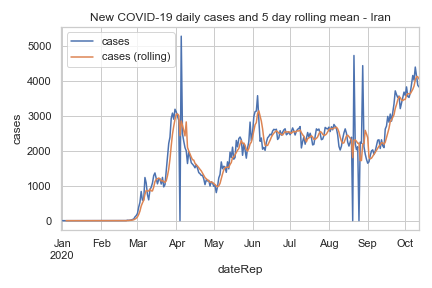 New COVID-19 daily cases and 5 day rolling mean - Iran
cases
cases (rolling)
5000
4000
3000
2000
1000
0
cases
Jan Feb Mar Apr May Jun Jul Aug Sep Oct
2020
dateRep